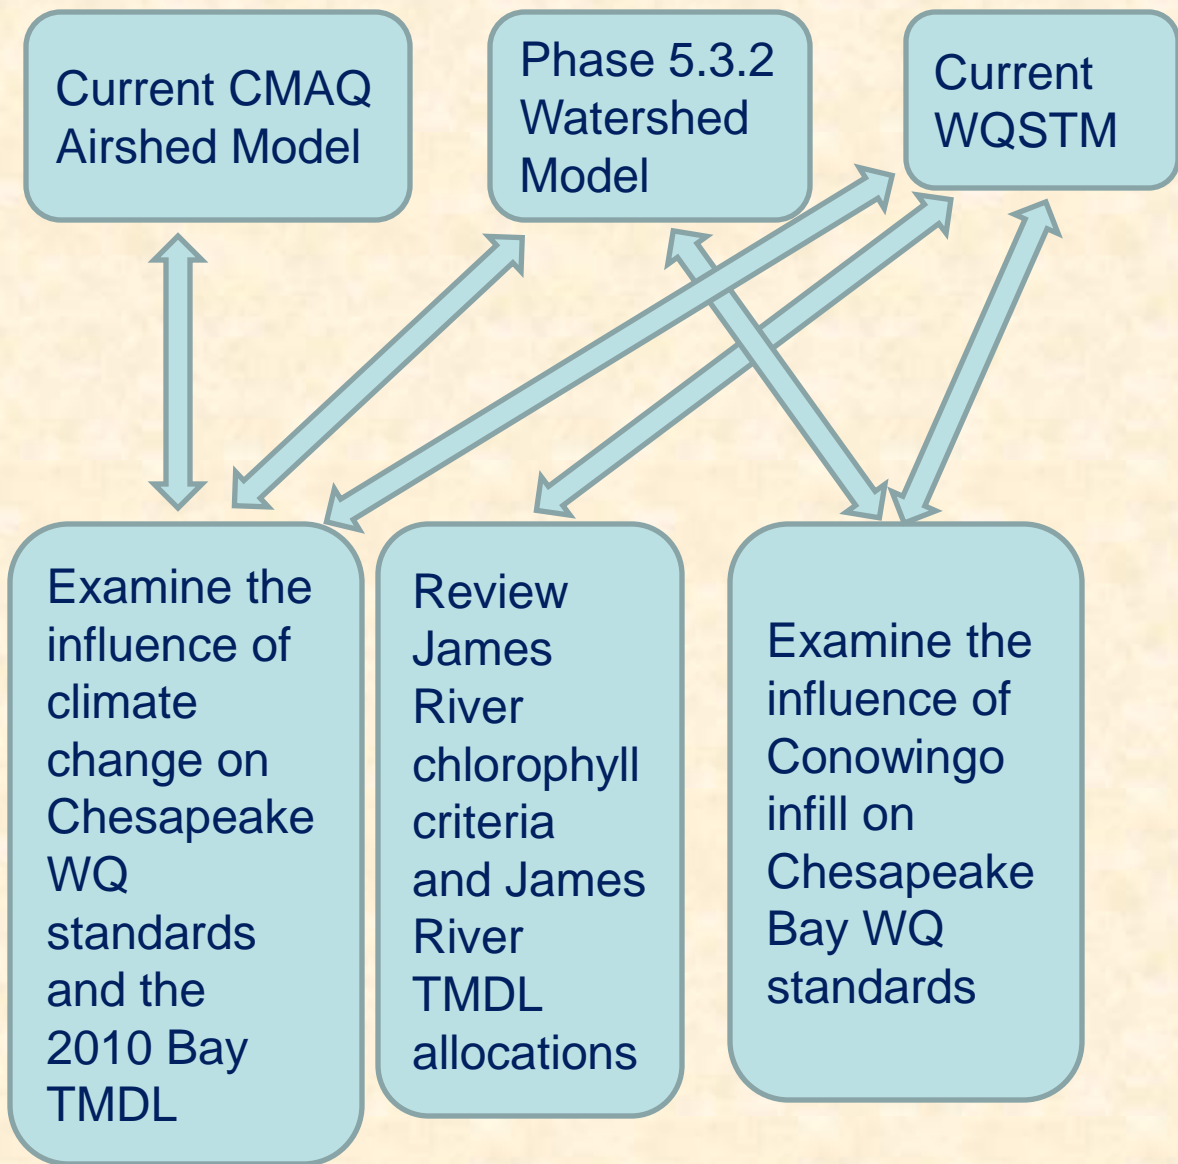 Current CMAQ
Airshed Model
Phase 5.3.2
Watershed
Model
Current
WQSTM
Examine the
influence of
climate
change on
Chesapeake
WQ
standards
and the
2010 Bay
TMDL
Review
James
River
chlorophyll
criteria
and James
River
TMDL
allocations
Examine the
influence of
Conowingo
infill on
Chesapeake
Bay WQ
standards